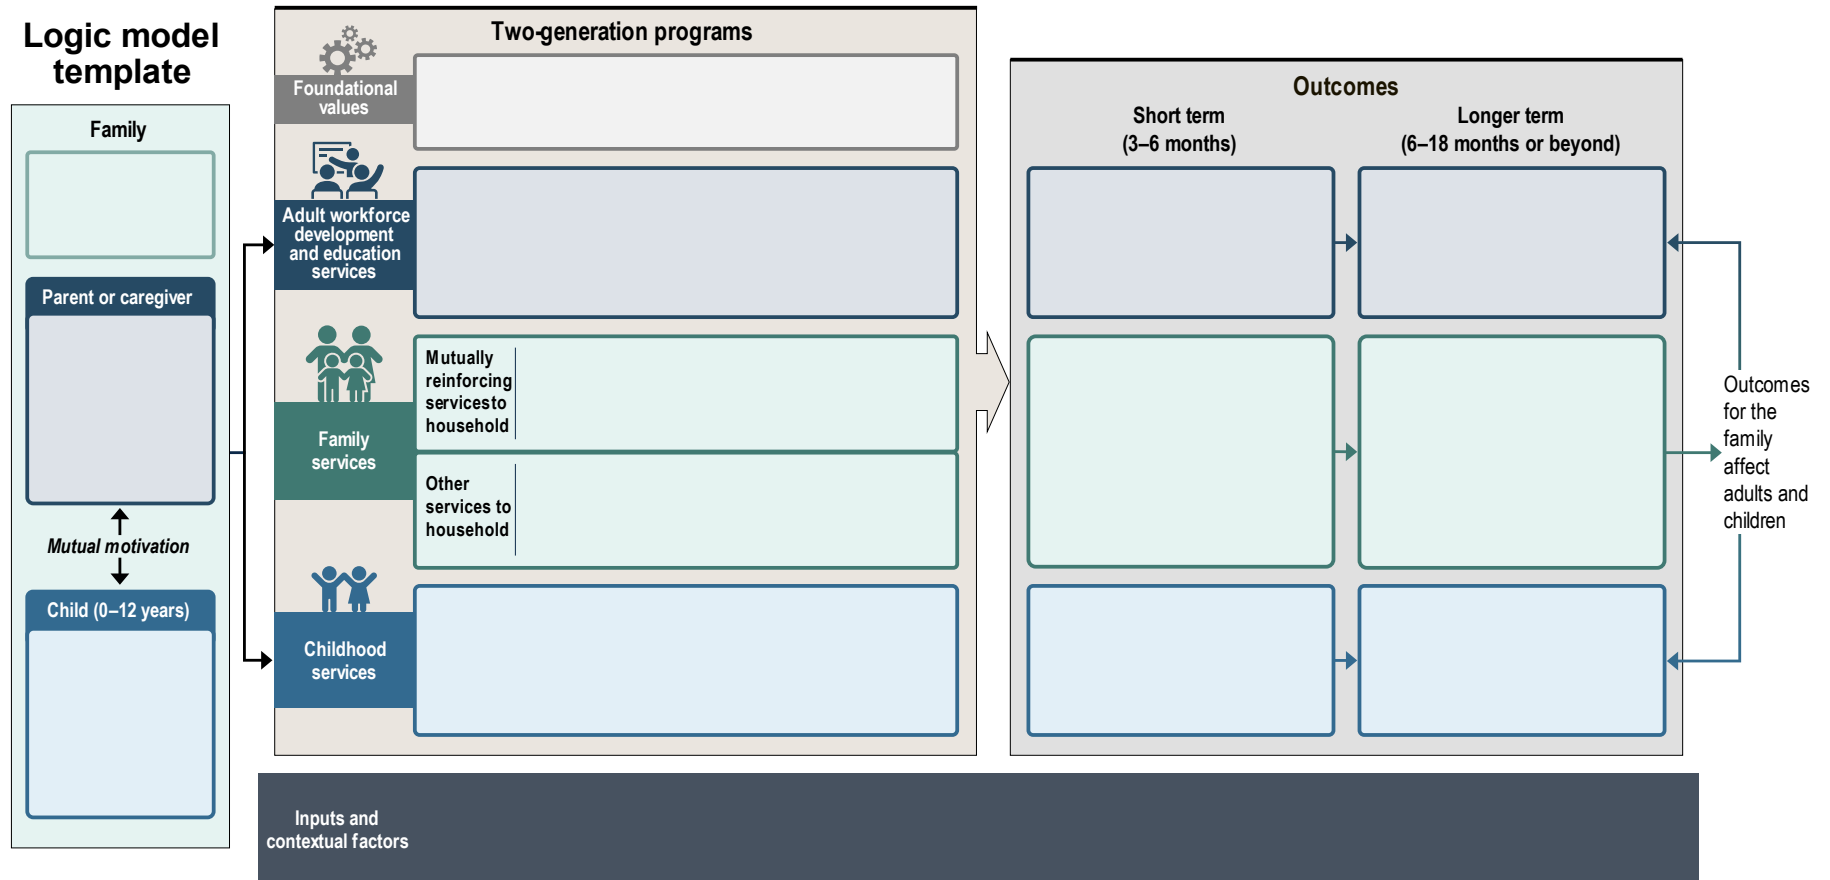 Logic model
template
Family
Parent or caregiver
Mutual motivation
Child (0–12 years)
Two-generation programs
Foundational
values
Adult workforce
development
and education
services
Family
services
Mutually
reinforcing
services to
household
Other
services to
household
Childhood
services
Outcomes
Short term
(3–6 months)
Longer term
(6–18 months or beyond)
Outcomes
for the
family
affect
adults and
children
Inputs and
contextual factors